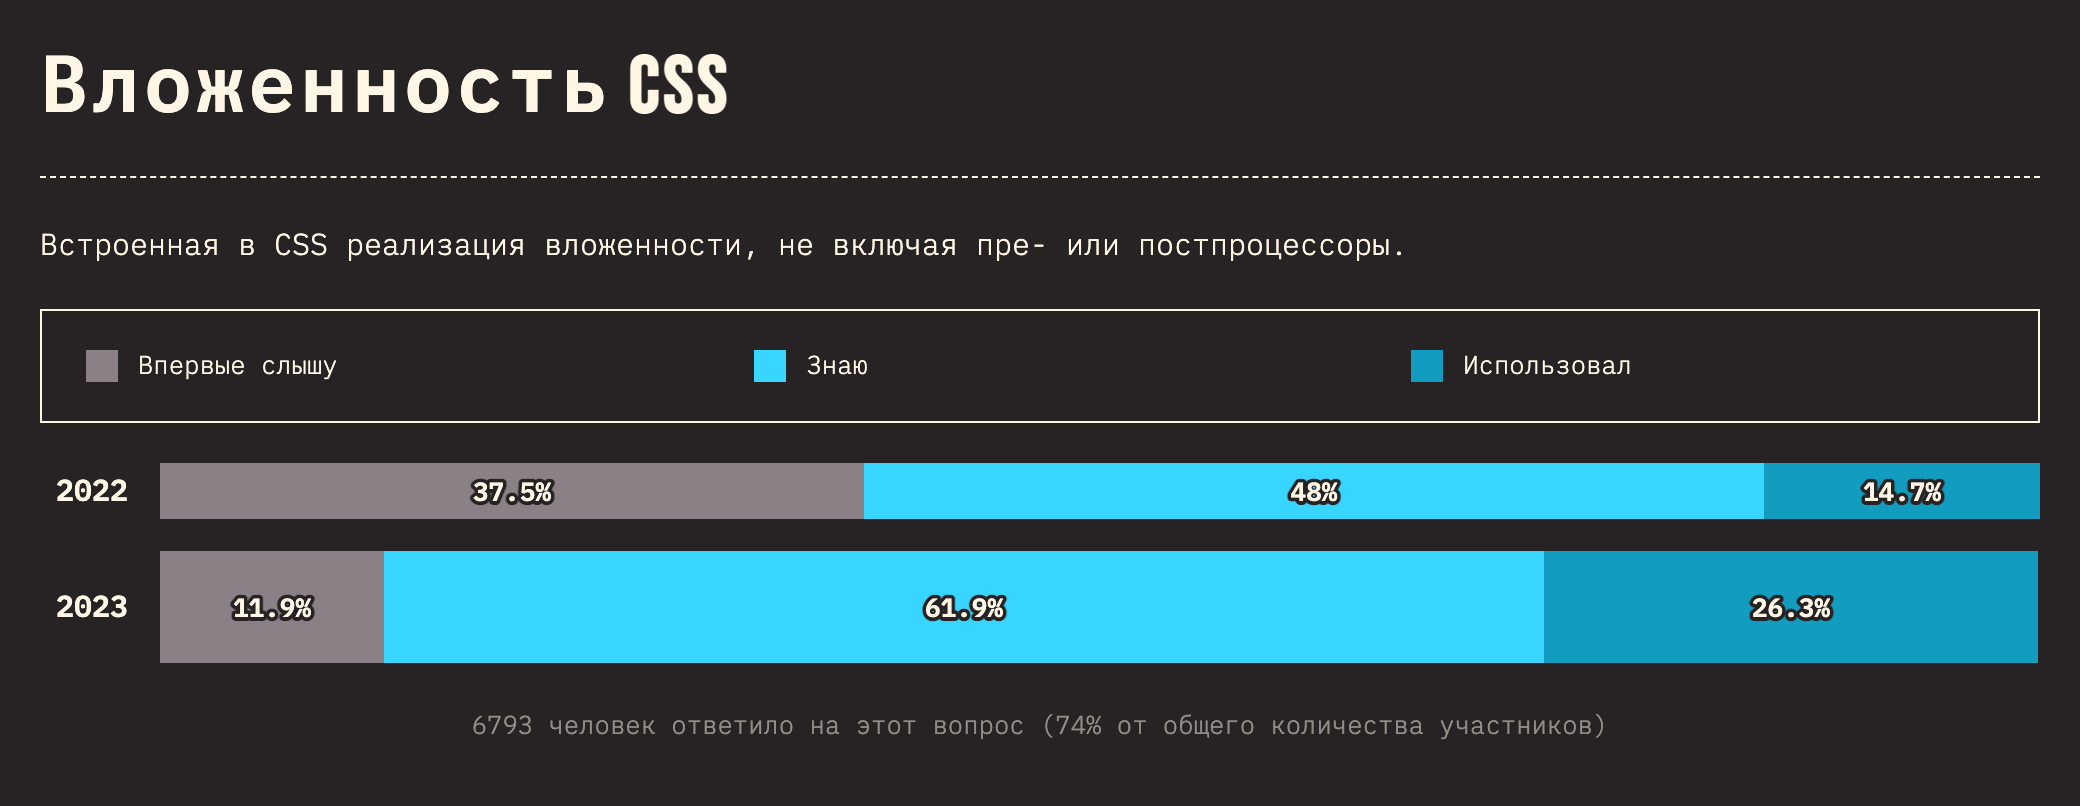 Вложенность CSS
Встроенная в CSS реализация вложенности, не включая пре- или постпроцессоры.
Впервые слышу Знаю Использовал
2022 37.5% 48% 14.7%
2023 11.9% 61.9% 26.3%
6793 человек ответило на этот вопрос (74% от общего количества участников)